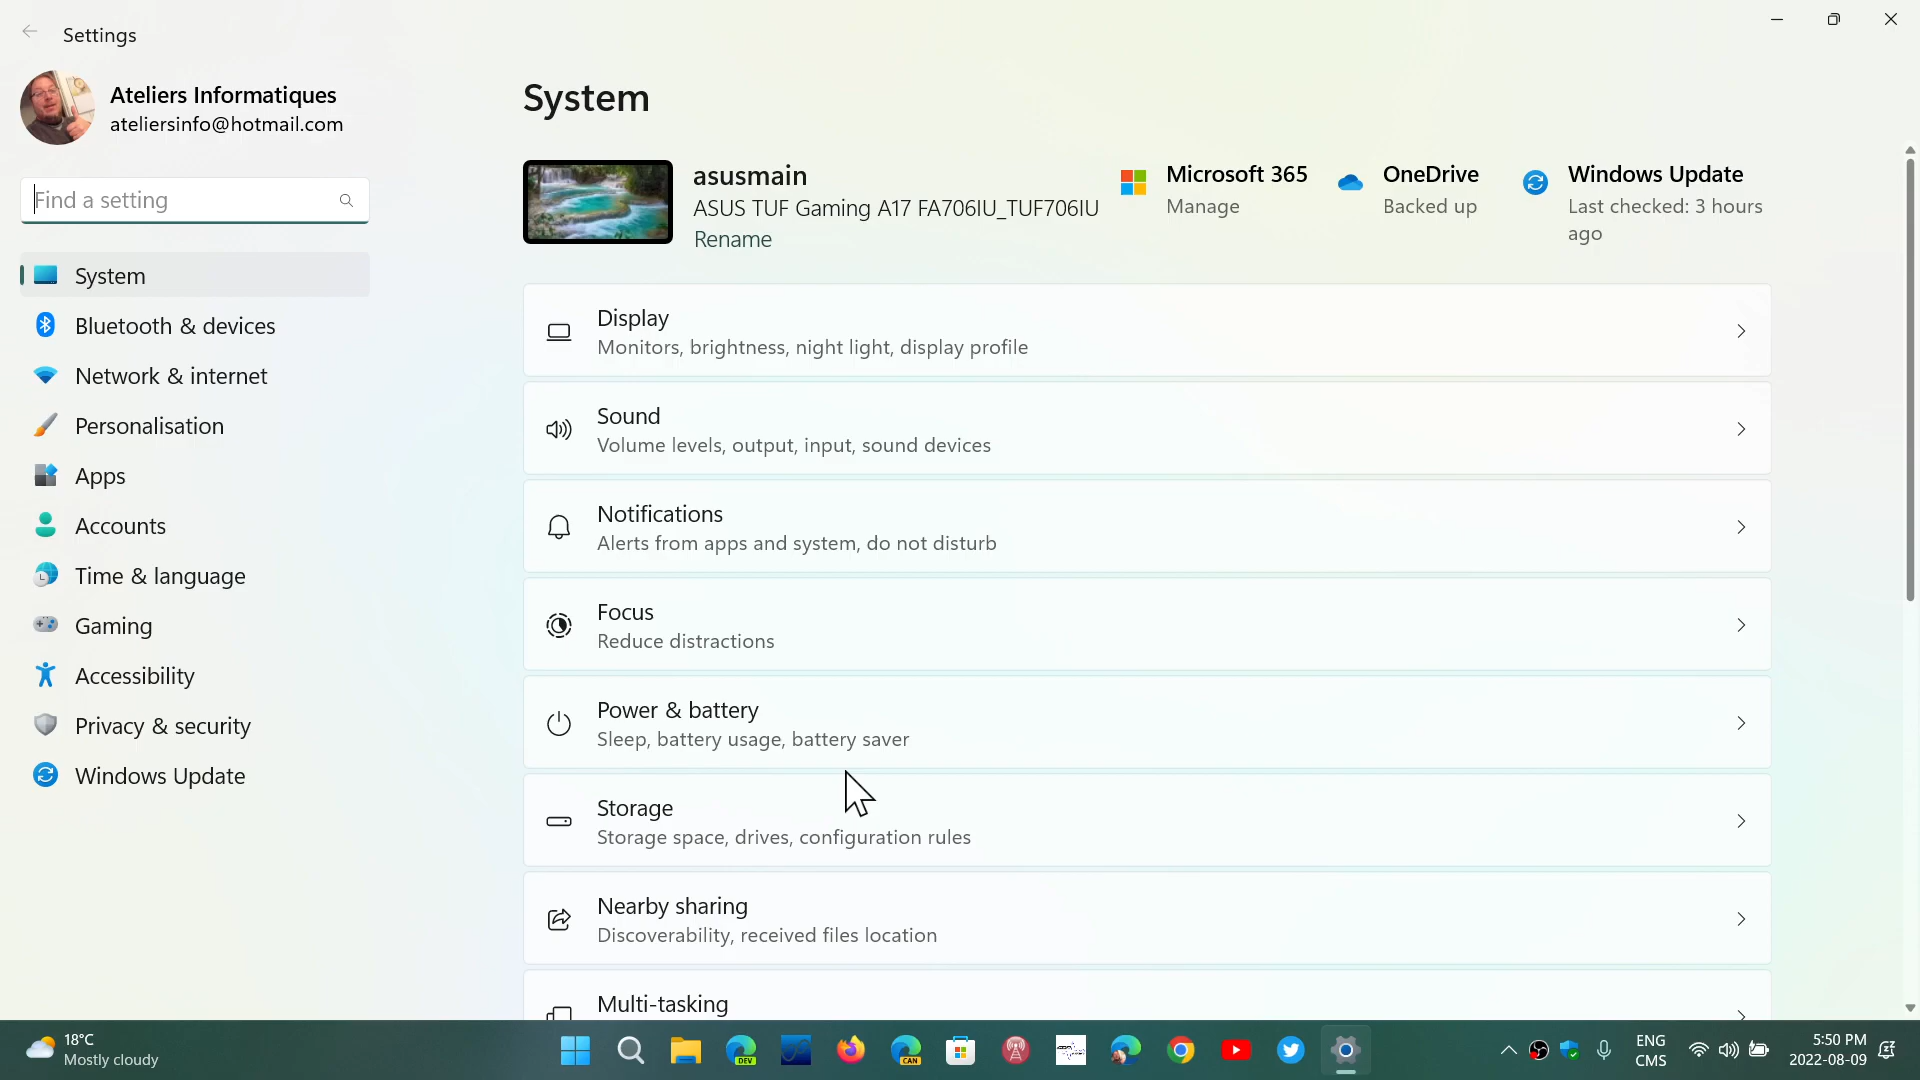 Settings
Ateliers Informatiques
ateliersinfo@hotmail.com
Find a setting
System
Bluetooth & devices
Network & internet
Personalisation
Apps
Accounts
Time & language
Gaming
Accessibility
Privacy & security
Windows Update
System
asusmain
ASUS TUF Gaming A17 FA706IU_TUF706IU
Rename
Microsoft 365
Manage
OneDrive
Backed up
Windows Update
Last checked: 3 hours
ago
Display
Monitors, brightness, night light, display profile
Sound
Volume levels, output, input, sound devices
Notifications
Alerts from apps and system, do not disturb
Focus
Reduce distractions
Power & battery
Sleep, battery usage, battery saver
Storage
Storage space, drives, configuration rules
Nearby sharing
Discoverability, received files location
Multi-tasking
18°C
Mostly cloudy
DEV
CAN
ENG
CMS
5:50 PM
2022-08-09